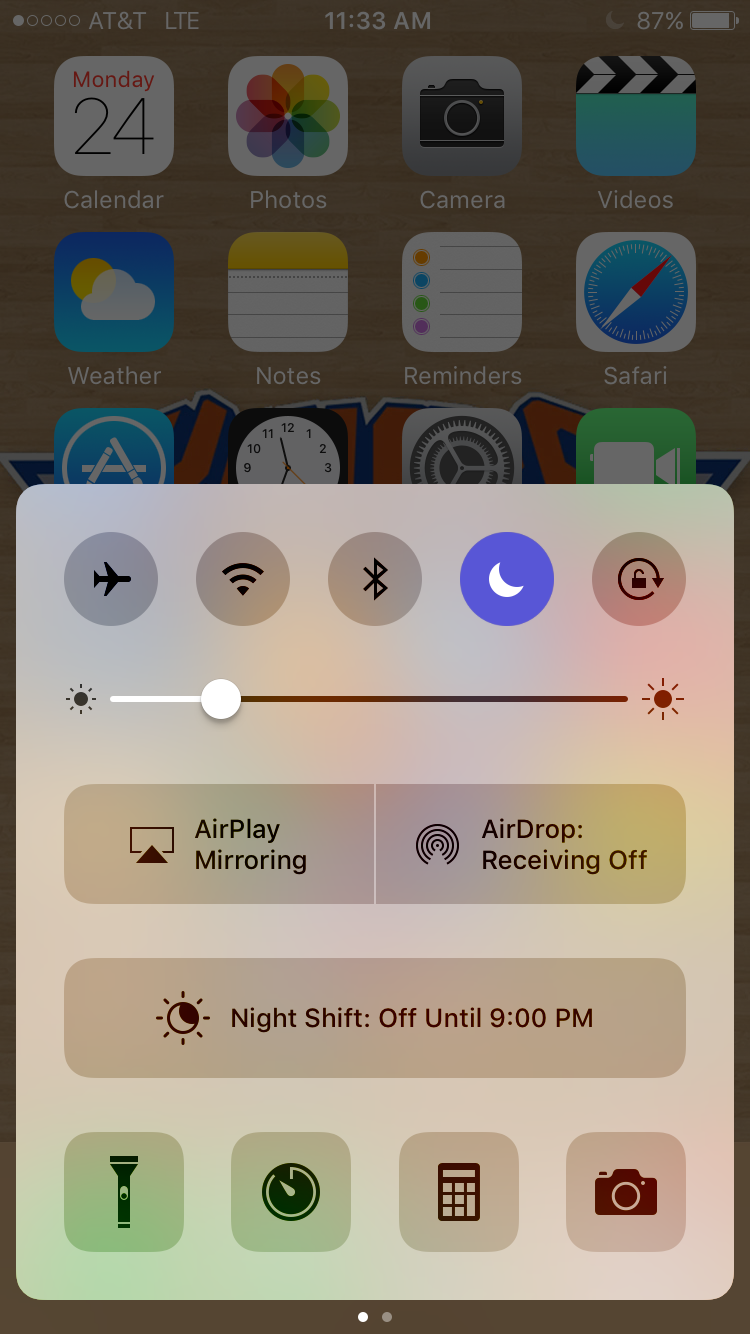 AT&T LTE 11:33 AM 87%
Monday
24
Calendar Photos Camera Videos
Weather Notes Reminders Safari
11 12 1
10 2
9 3
AirPlay
Mirroring
AirDrop:
Receiving Off
Night Shift: Off Until 9:00 PM